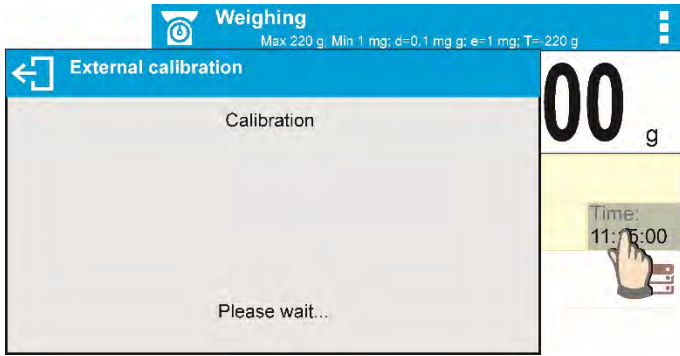 Weighing
Max 220 g; Min 1 mg; d=0.1 mg g; e=1 mg; T=-220 g
External calibration
Calibration
00 g
Time:
Please wait...